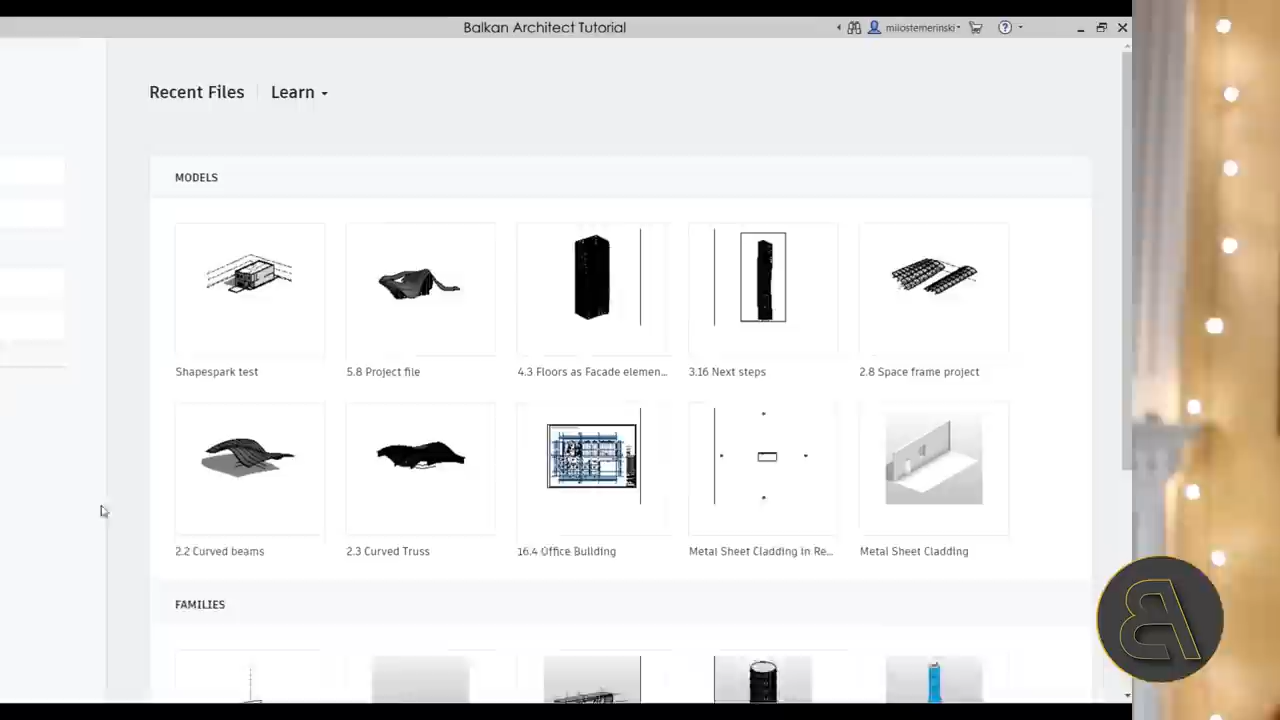 Balkan Architect Tutorial
milostemerinski
Recent Files
Learn
MODELS
Shapespark test
5.8 Project file
4.3 Floors as Facade elemen...
3.16 Next steps
2.8 Space frame project
2.2 Curved beams
2.3 Curved Truss
16.4 Office Building
Metal Sheet Cladding in Re...
Metal Sheet Cladding
FAMILIES